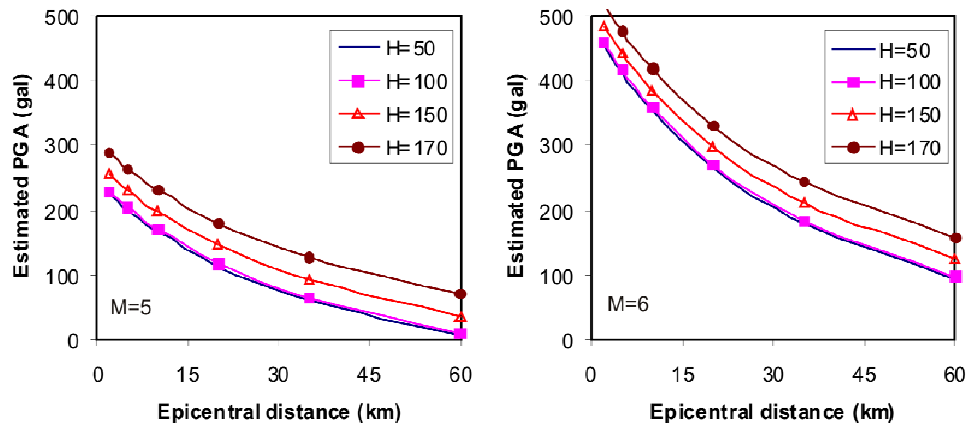 500
400
300
200
100
0
Estimated PGA (gal)
H=50
H=100
H=150
H=170
M=5
0 15 30 45 60
Epicentral distance (km)
500
400
300
200
100
0
Estimated PGA (gal)
H=50
H=100
H=150
H=170
M=6
0 15 30 45 60
Epicentral distance (km)